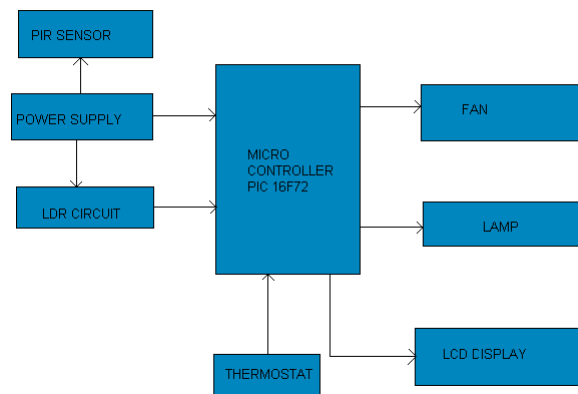 PIR SENSOR
POWER SUPPLY
LDR CIRCUIT
MICRO
CONTROLLER
PIC 16F72
THERMOSTAT
FAN
LAMP
LCD DISPLAY